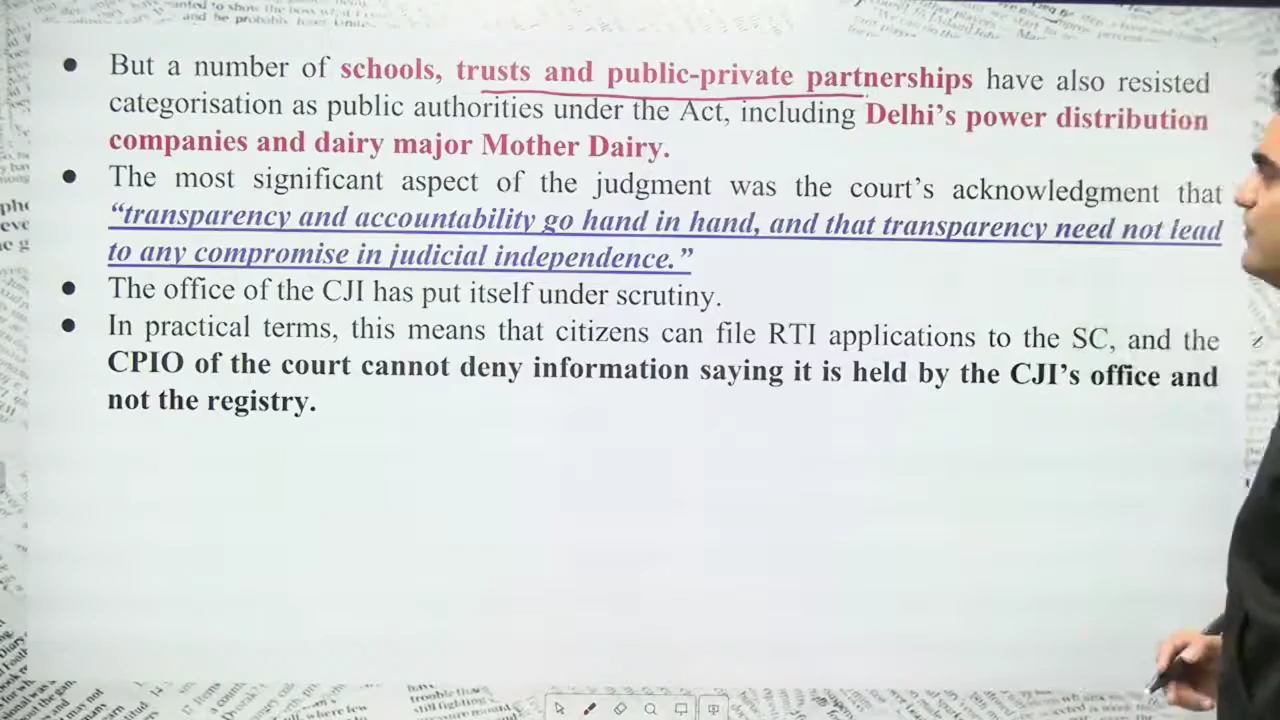 • But a number of schools, trusts and public-private partnerships have also resisted
categorisation as public authorities under the Act, including Delhi’s power distribution
companies and dairy major Mother Dairy.
• The most significant aspect of the judgment was the court’s acknowledgment that
“transparency and accountability go hand in hand, and that transparency need not lead
to any compromise in judicial independence.”
• The office of the CJI has put itself under scrutiny.
• In practical terms, this means that citizens can file RTI applications to the SC, and the
CPIO of the court cannot deny information saying it is held by the CJI’s office and
not the registry.